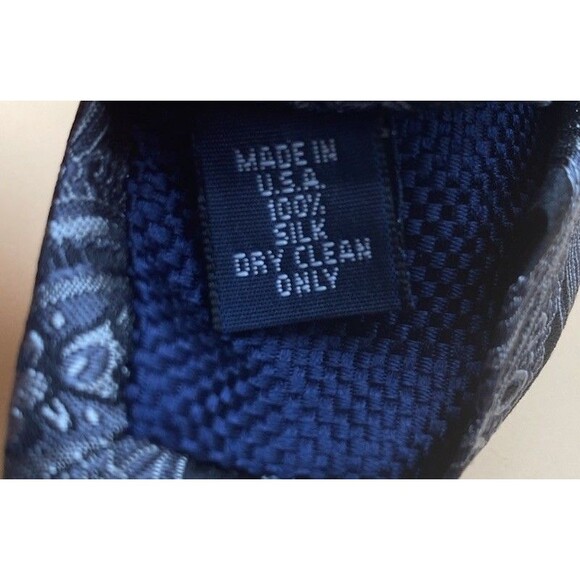 MADE IN
U.S.A.
100%
SILK
DRY CLEAN
ONLY